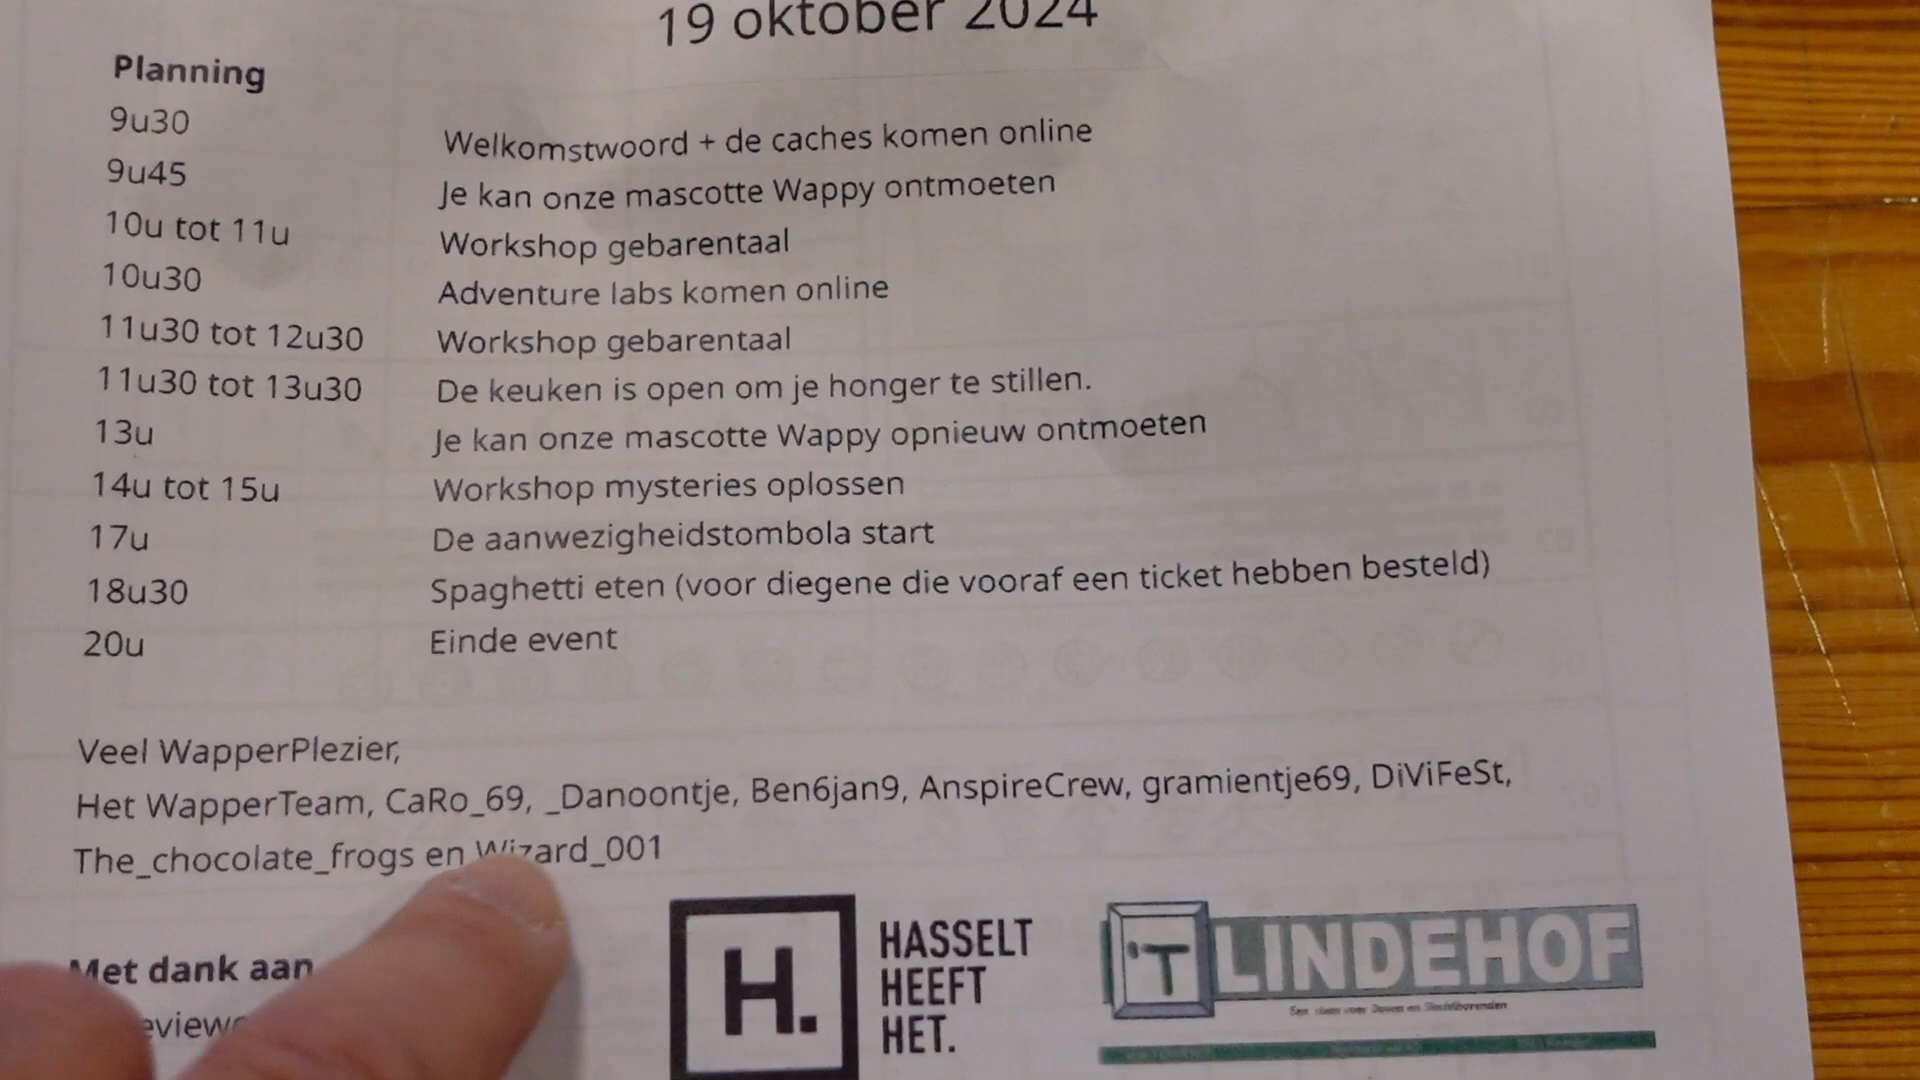 19 oktober 2024
Planning
9u30 Welkomstwoord + de caches komen online
9u45 Je kan onze mascotte Wappy ontmoeten
10u tot 11u Workshop gebarentaal
10u30 Adventure labs komen online
11u30 tot 12u30 Workshop gebarentaal
11u30 tot 13u30 De keuken is open om je honger te stillen.
13u Je kan onze mascotte Wappy opnieuw ontmoeten
14u tot 15u Workshop mysteries oplossen
17u De aanwezigheidstombola start
18u30 Spaghetti eten (voor diegene die vooraf een ticket hebben besteld)
20u Einde event
Veel WapperPlezier,
Het WapperTeam, CaRo_69, _Danoontje, Ben6jan9, AnspireCrew, gramientje69, DiViFeSt,
The_chocolate_frogs en Wizard_001
Met dank aan
H.
HASSELT
HEEFT
HET.
'T LINDEHOF